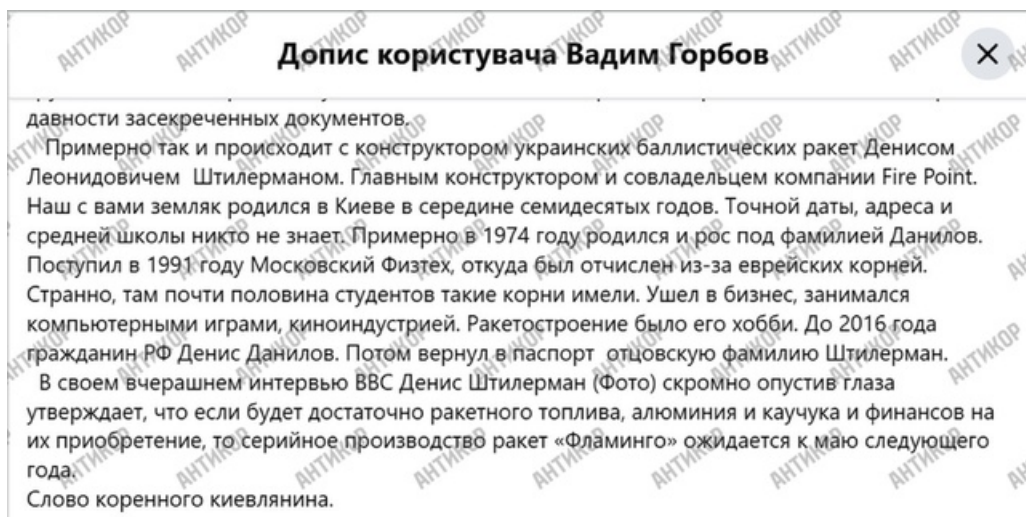 Допис користувача Вадим Горбов
давности засекреченных документов.
Примерно так и происходит с конструктором украинских баллистических ракет Денисом
Леонидовичем Штилерманом. Главным конструктором и совладельцем компании Fire Point.
Наш с вами земляк родился в Киеве в середине семидесятых годов. Точной даты, адреса и
средней школы никто не знает. Примерно в 1974 году родился и рос под фамилией Данилов.
Поступил в 1991 году Московский Физтех, откуда был отчислен из-за еврейских корней.
Странно, там почти половина студентов такие корни имели. Ушел в бизнес, занимался
компьютерными играми, киноиндустрией. Ракетостроение было его хобби. До 2016 года
гражданин РФ Денис Данилов. Потом вернул в паспорт отцовскую фамилию Штилерман.
В своем вчерашнем интервью BBC Денис Штилерман (Фото) скромно опустив глаза
утверждает, что если будет достаточно ракетного топлива, алюминия и каучука и финансов на
их приобретение, то серийное производство ракет «Фламинго» ожидается к маю следующего
года.
Слово коренного киевлянина.
АНТИКОР